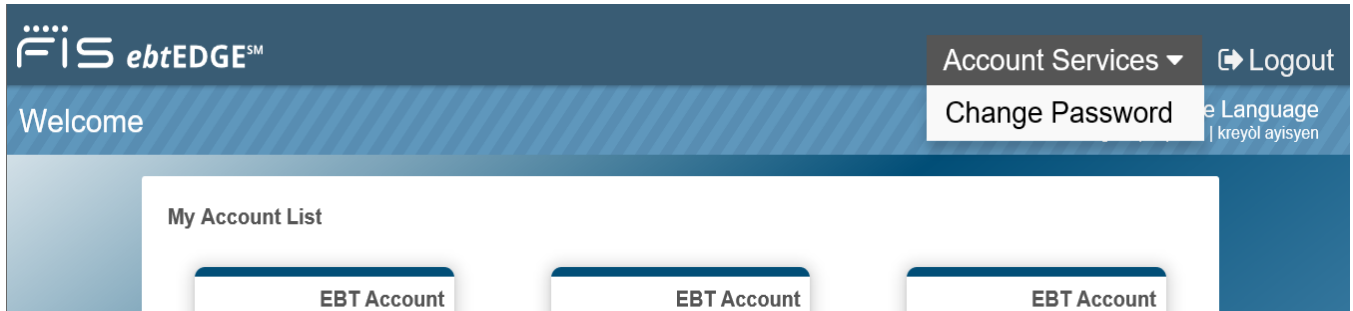 FIS ebtEDGE℠
Account Services
Logout
Welcome
Change Password
e Language
| kreyòl ayisyen
My Account List
EBT Account
EBT Account
EBT Account